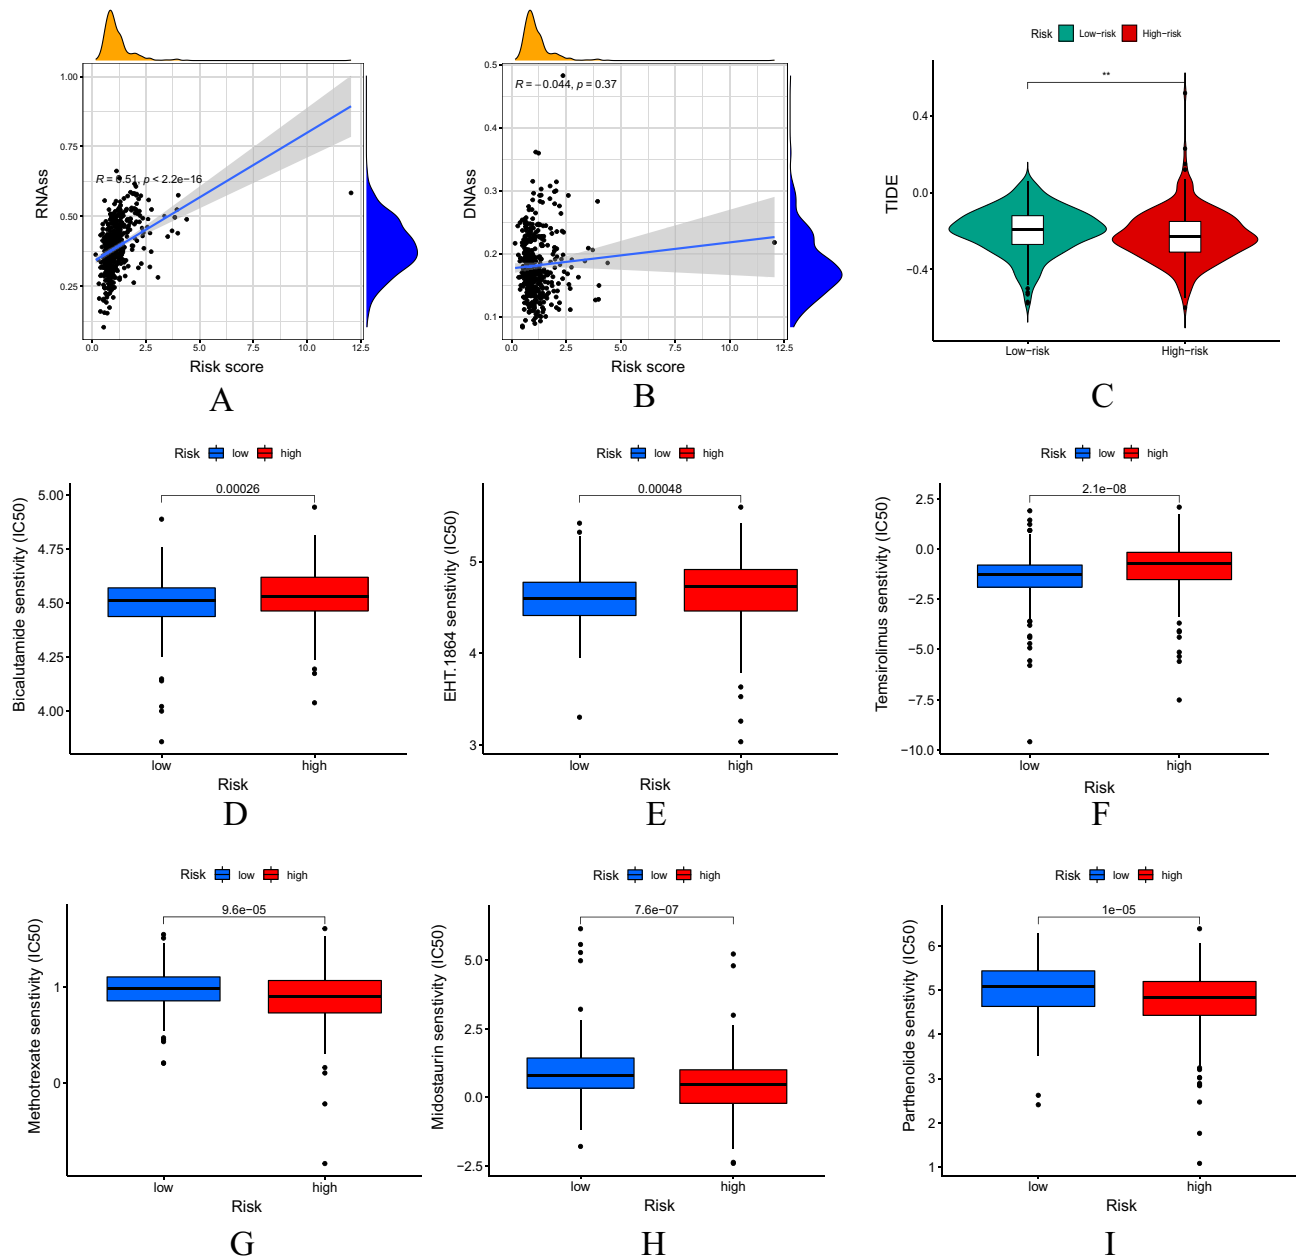 R = 0.51, p < 2.2e−16
1.00
0.75
0.50
0.25
RNAss
0.0 2.5 5.0 7.5 10.0 12.5
Risk score
A
R = −0.044, p = 0.37
0.5
0.4
0.3
0.2
0.1
DNAss
0.0 2.5 5.0 7.5 10.0 12.5
Risk score
B
Risk Low−risk High−risk
**
0.4
0.0
−0.4
TIDE
Low−risk High−risk
C
Risk low high
0.00026
5.00
4.75
4.50
4.25
4.00
Bicalutamide senstivity (IC50)
low high
Risk
D
Risk low high
0.00048
5
4
3
EHT.1864 senstivity (IC50)
low high
Risk
E
Risk low high
2.1e−08
2.5
0.0
−2.5
−5.0
−7.5
−10.0
Temsirolimus senstivity (IC50)
low high
Risk
F
Risk low high
9.6e−05
1
0
Methotrexate senstivity (IC50)
low high
Risk
G
Risk low high
7.6e−07
5.0
2.5
0.0
−2.5
Midostaurin senstivity (IC50)
low high
Risk
H
Risk low high
1e−05
6
5
4
3
2
1
Parthenolide senstivity (IC50)
low high
Risk
I